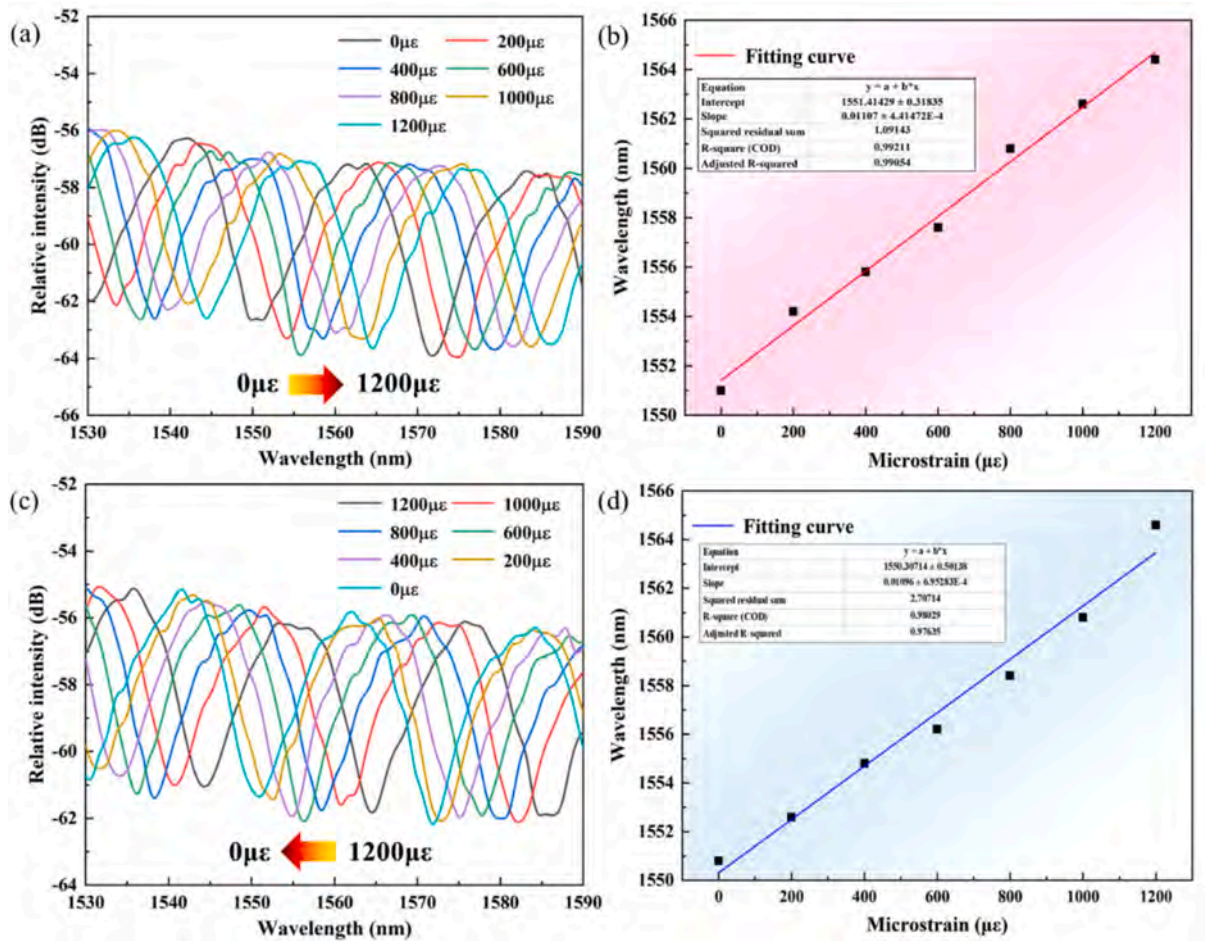 (a)
-52
-54
-56
-58
-60
-62
-64
-66
1530 1540 1550 1560 1570 1580 1590
Relative intensity (dB)
Wavelength (nm)
0με 200με
400με 600με
800με 1000με
1200με
0με 1200με
(b)
1566
1564
1562
1560
1558
1556
1554
1552
1550
0 200 400 600 800 1000 1200
Wavelength (nm)
Microstrain (με)
Fitting curve
Equation y = a + b*x
Intercept 1551.41429 ± 0.31835
Slope 0.01107 ± 4.41472E-4
Squared residual sum 1.09143
R-square (COD) 0.99211
Adjusted R-squared 0.99054
(c)
-52
-54
-56
-58
-60
-62
-64
1530 1540 1550 1560 1570 1580 1590
Relative intensity (dB)
Wavelength (nm)
1200με 1000με
800με 600με
400με 200με
0με
0με 1200με
(d)
1566
1564
1562
1560
1558
1556
1554
1552
1550
0 200 400 600 800 1000 1200
Wavelength (nm)
Microstrain (με)
Fitting curve
Equation y = a + b*x
Intercept 1550.30714 ± 0.50138
Slope 0.01096 ± 6.95283E-4
Squared residual sum 2.70714
R-square (COD) 0.98029
Adjusted R-squared 0.97635